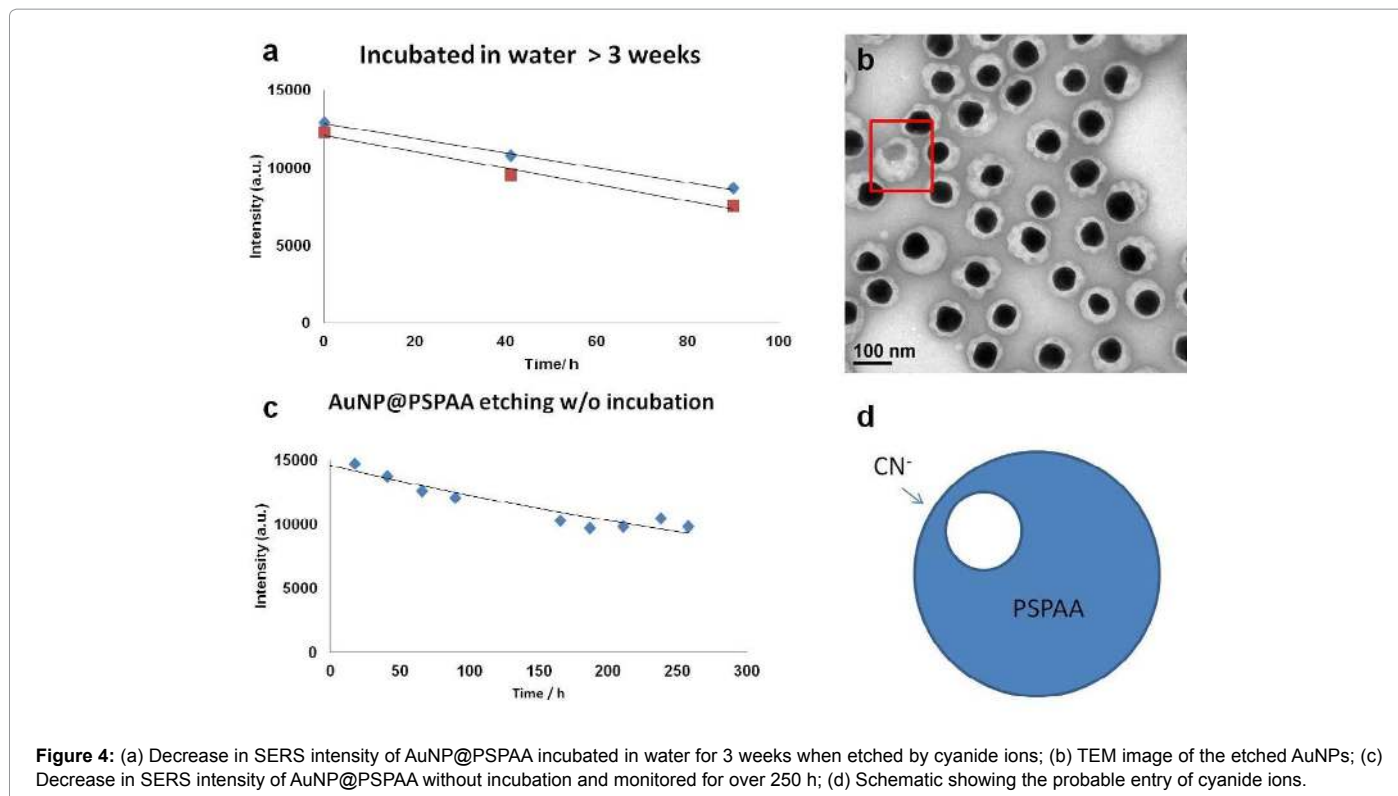 a
Incubated in water > 3 weeks
15000
10000
5000
0
Intensity (a.u.)
0 20 40 60 80 100
Time/ h
b
100 nm
c
AuNP@PSPAA etching w/o incubation
15000
10000
5000
0
Intensity (a.u.)
0 50 100 150 200 250 300
Time / h
d
CN-
PSPAA
Figure 4: (a) Decrease in SERS intensity of AuNP@PSPAA incubated in water for 3 weeks when etched by cyanide ions; (b) TEM image of the etched AuNPs; (c)
Decrease in SERS intensity of AuNP@PSPAA without incubation and monitored for over 250 h; (d) Schematic showing the probable entry of cyanide ions.